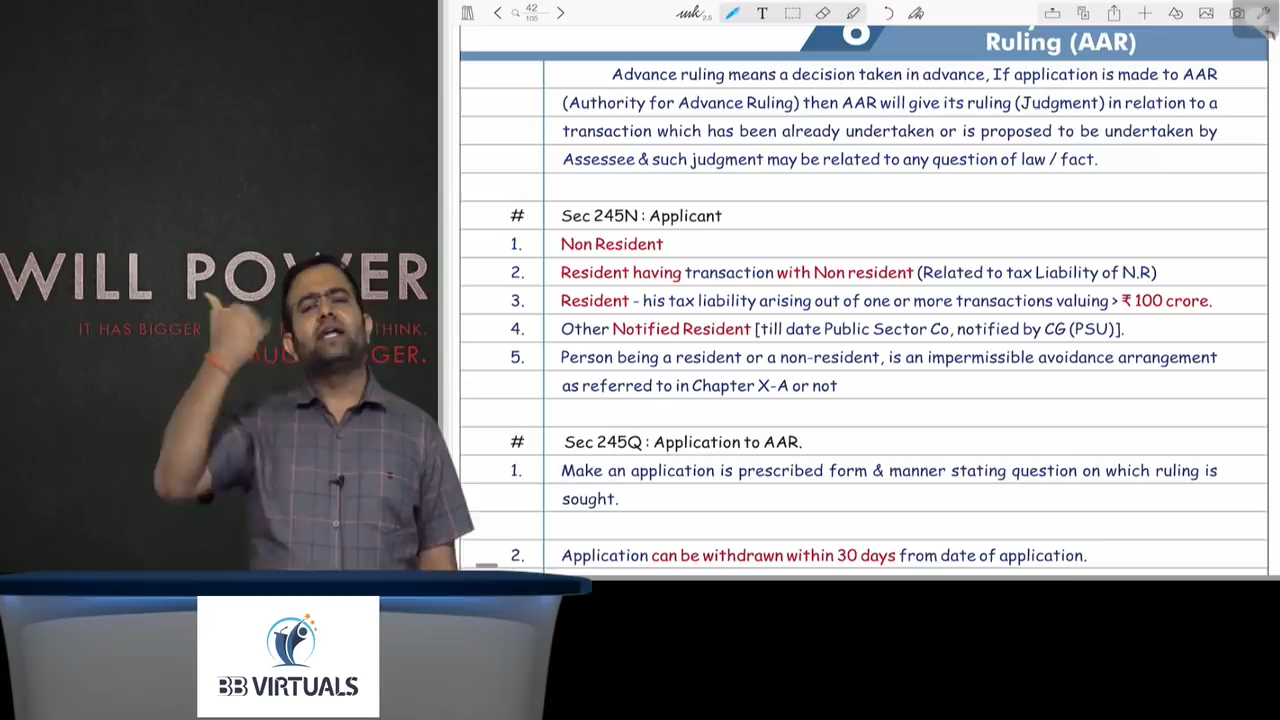 42
105
2.5
T
6
Ruling (AAR)
Advance ruling means a decision taken in advance, If application is made to AAR
(Authority for Advance Ruling) then AAR will give its ruling (Judgment) in relation to a
transaction which has been already undertaken or is proposed to be undertaken by
Assessee & such judgment may be related to any question of law / fact.
# Sec 245N : Applicant
1. Non Resident
2. Resident having transaction with Non resident (Related to tax Liability of N.R)
3. Resident - his tax liability arising out of one or more transactions valuing > ₹ 100 crore.
4. Other Notified Resident [till date Public Sector Co, notified by CG (PSU)].
5. Person being a resident or a non-resident, is an impermissible avoidance arrangement
as referred to in Chapter X-A or not
# Sec 245Q : Application to AAR.
1. Make an application is prescribed form & manner stating question on which ruling is
sought.
2. Application can be withdrawn within 30 days from date of application.
WILL POWER
IT HAS BIGGER THINK.
GER.
BB VIRTUALS